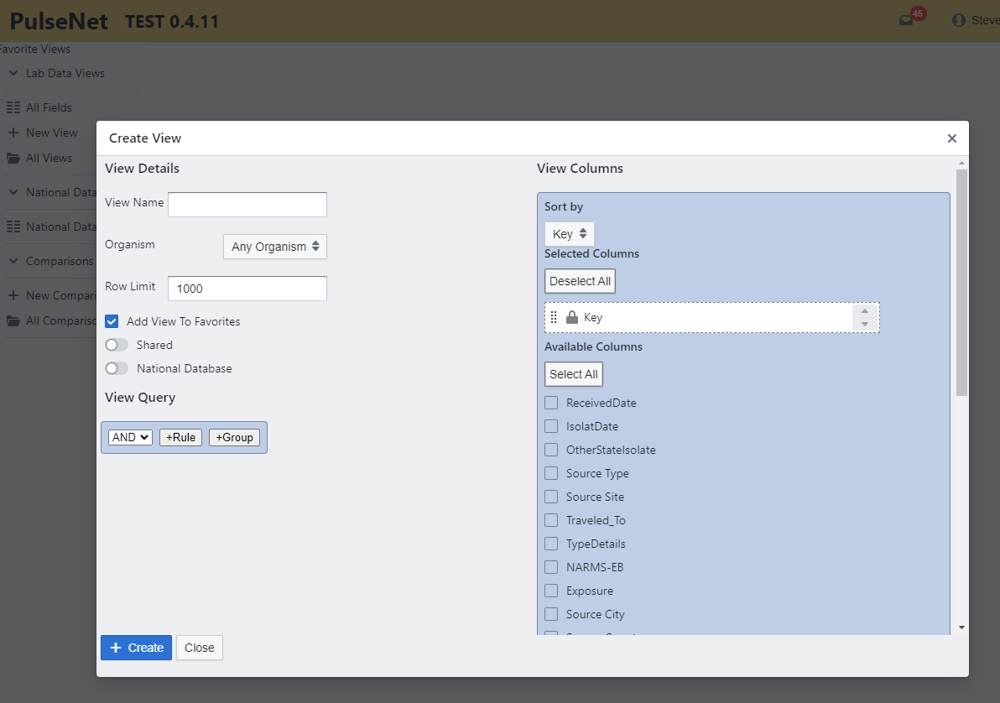 PulseNet TEST 0.4.11
45
Steve
Favorite Views
Lab Data Views
All Fields
New View
All Views
National Data
National Data
Comparisons
New Compari
All Comparisc
Create View
View Details
View Name
Organism
Any Organism
Row Limit
1000
Add View To Favorites
Shared
National Database
View Query
AND
+Rule
+Group
Create
Close
View Columns
Sort by
Key
Selected Columns
Deselect All
Key
Available Columns
Select All
ReceivedDate
IsolatDate
OtherStateIsolate
Source Type
Source Site
Traveled_To
TypeDetails
NARMS-EB
Exposure
Source City